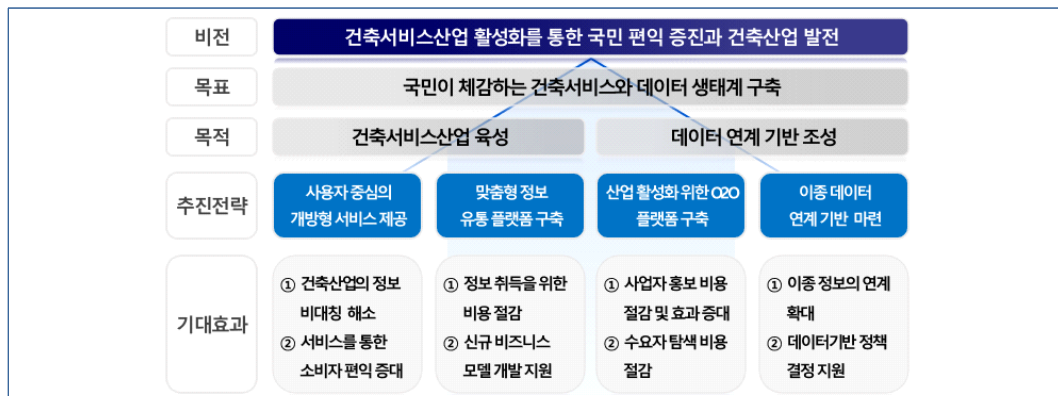 비전
건축서비스산업 활성화를 통한 국민 편익 증진과 건축산업 발전
목표
국민이 체감하는 건축서비스와 데이터 생태계 구축
목적
건축서비스산업 육성
데이터 연계 기반 조성
추진전략
사용자 중심의
개방형 서비스 제공
맞춤형 정보
유통 플랫폼 구축
산업 활성화 위한 O2O
플랫폼 구축
이종 데이터
연계 기반 마련
기대효과
① 건축산업의 정보
비대칭 해소
② 서비스를 통한
소비자 편익 증대
① 정보 취득을 위한
비용 절감
② 신규 비즈니스
모델 개발 지원
① 사업자 홍보 비용
절감 및 효과 증대
② 수요자 탐색 비용
절감
① 이종 정보의 연계
확대
② 데이터기반 정책
결정 지원